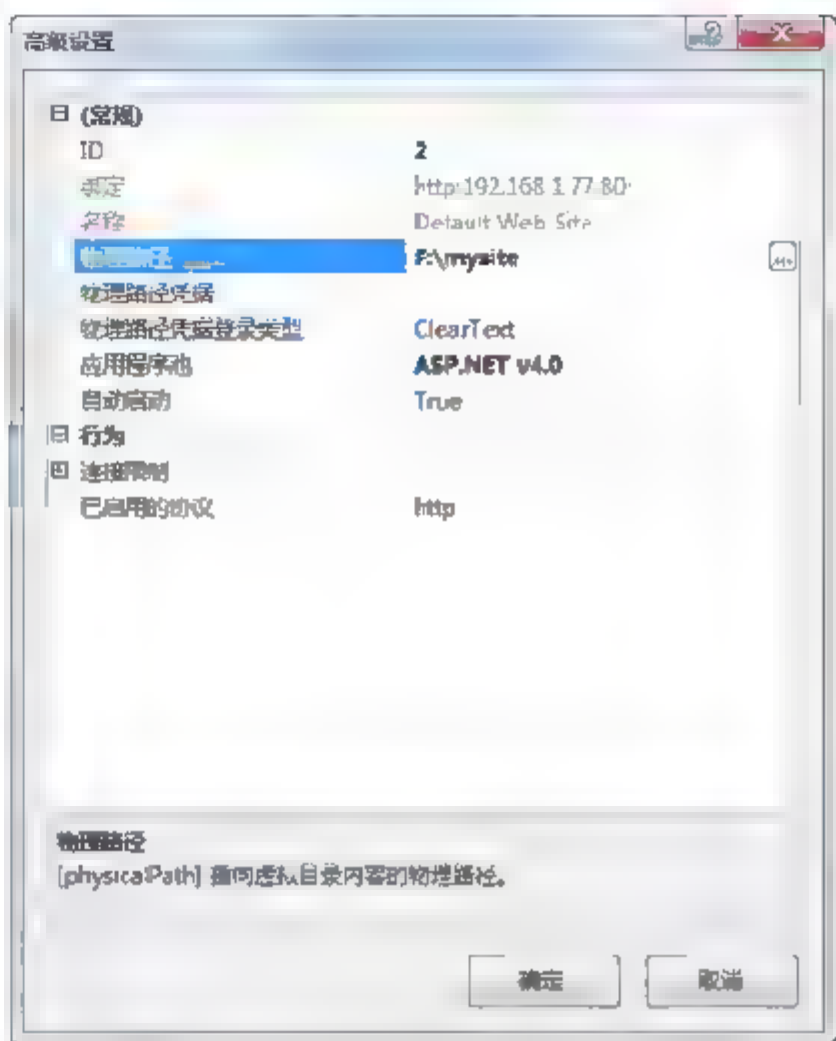 高级设置
(常规)
ID 2
绑定 http:192.168.1.77:80:
名称 Default Web Site
物理路径 F:\mysite
物理路径凭据
物理路径凭据登录类型 ClearText
应用程序池 ASP.NET v4.0
自动启动 True
行为
连接限制
已启用的协议 http
物理路径
[physicalPath] 指向虚拟目录内容的物理路径。
确定 取消